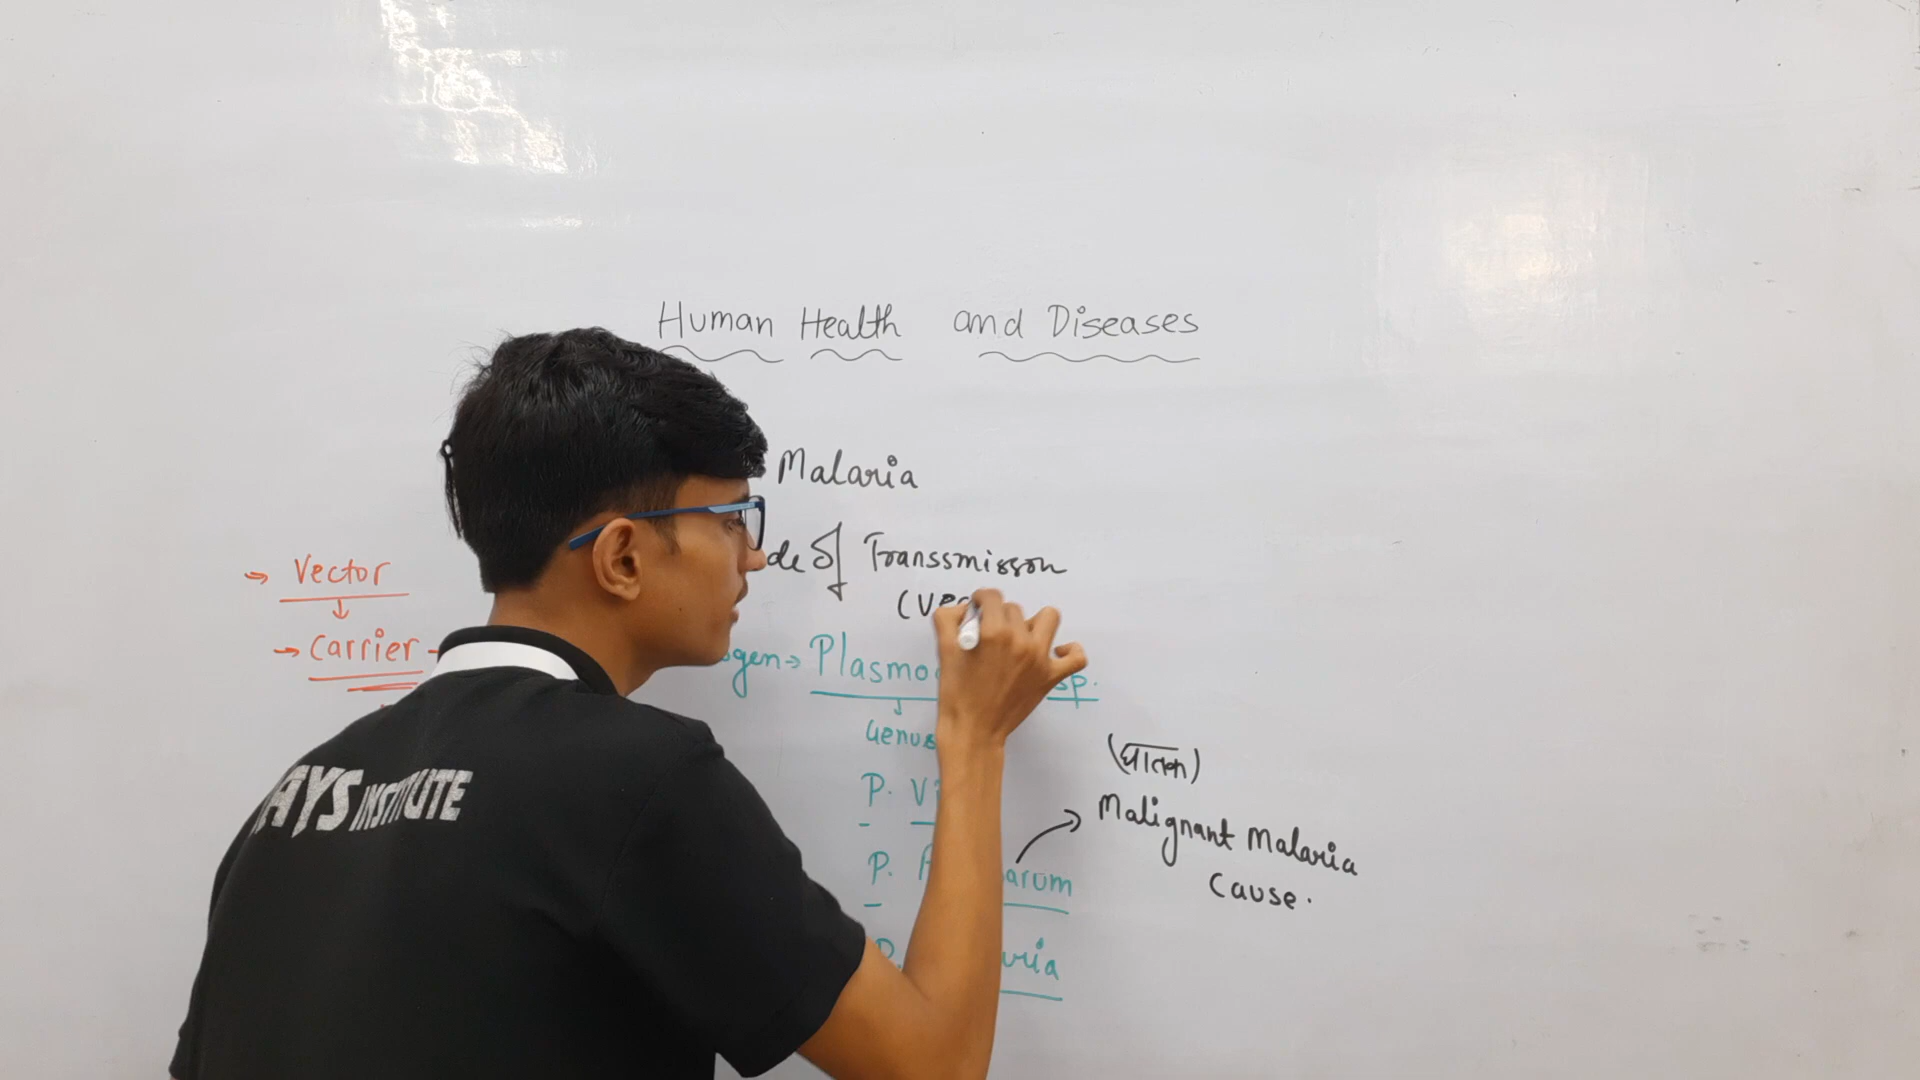 Human Health and Diseases
Malaria
de of Transsmisson
(Vec
→ Vector
↓
→ Carrier -
ogen→ Plasmo sp.
↓
Genus
(घातक)
P. Vi
→ Malignant Malaria
Cause.
P. arum
P. ria
AYS INSTITUTE